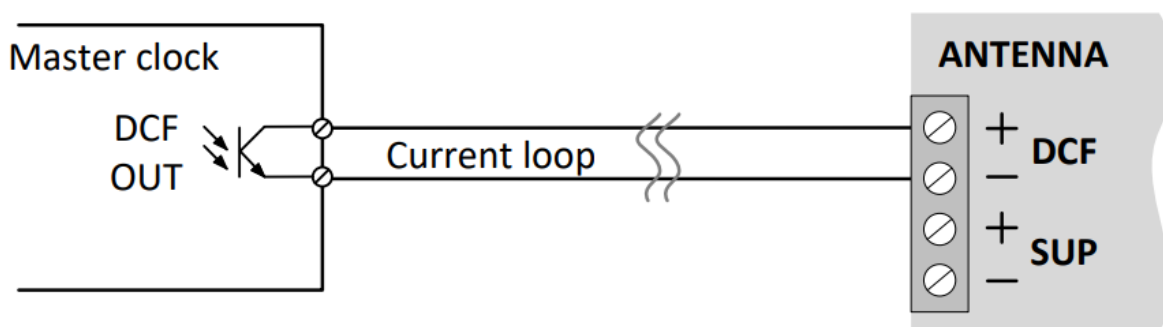 Master clock
DCF
OUT
Current loop
ANTENNA
+
DCF
−
+
SUP
−